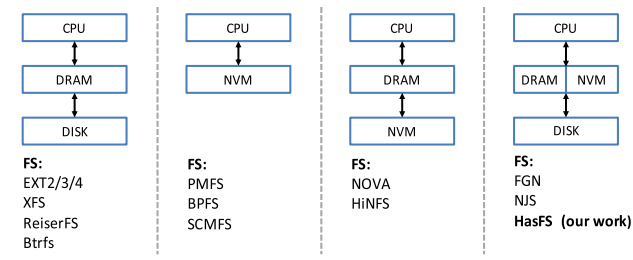 CPU
DRAM
DISK
FS:
EXT2/3/4
XFS
ReiserFS
Btrfs
CPU
NVM
FS:
PMFS
BPFS
SCMFS
CPU
DRAM
NVM
FS:
NOVA
HiNFS
CPU
DRAM NVM
DISK
FS:
FGN
NJS
HasFS (our work)